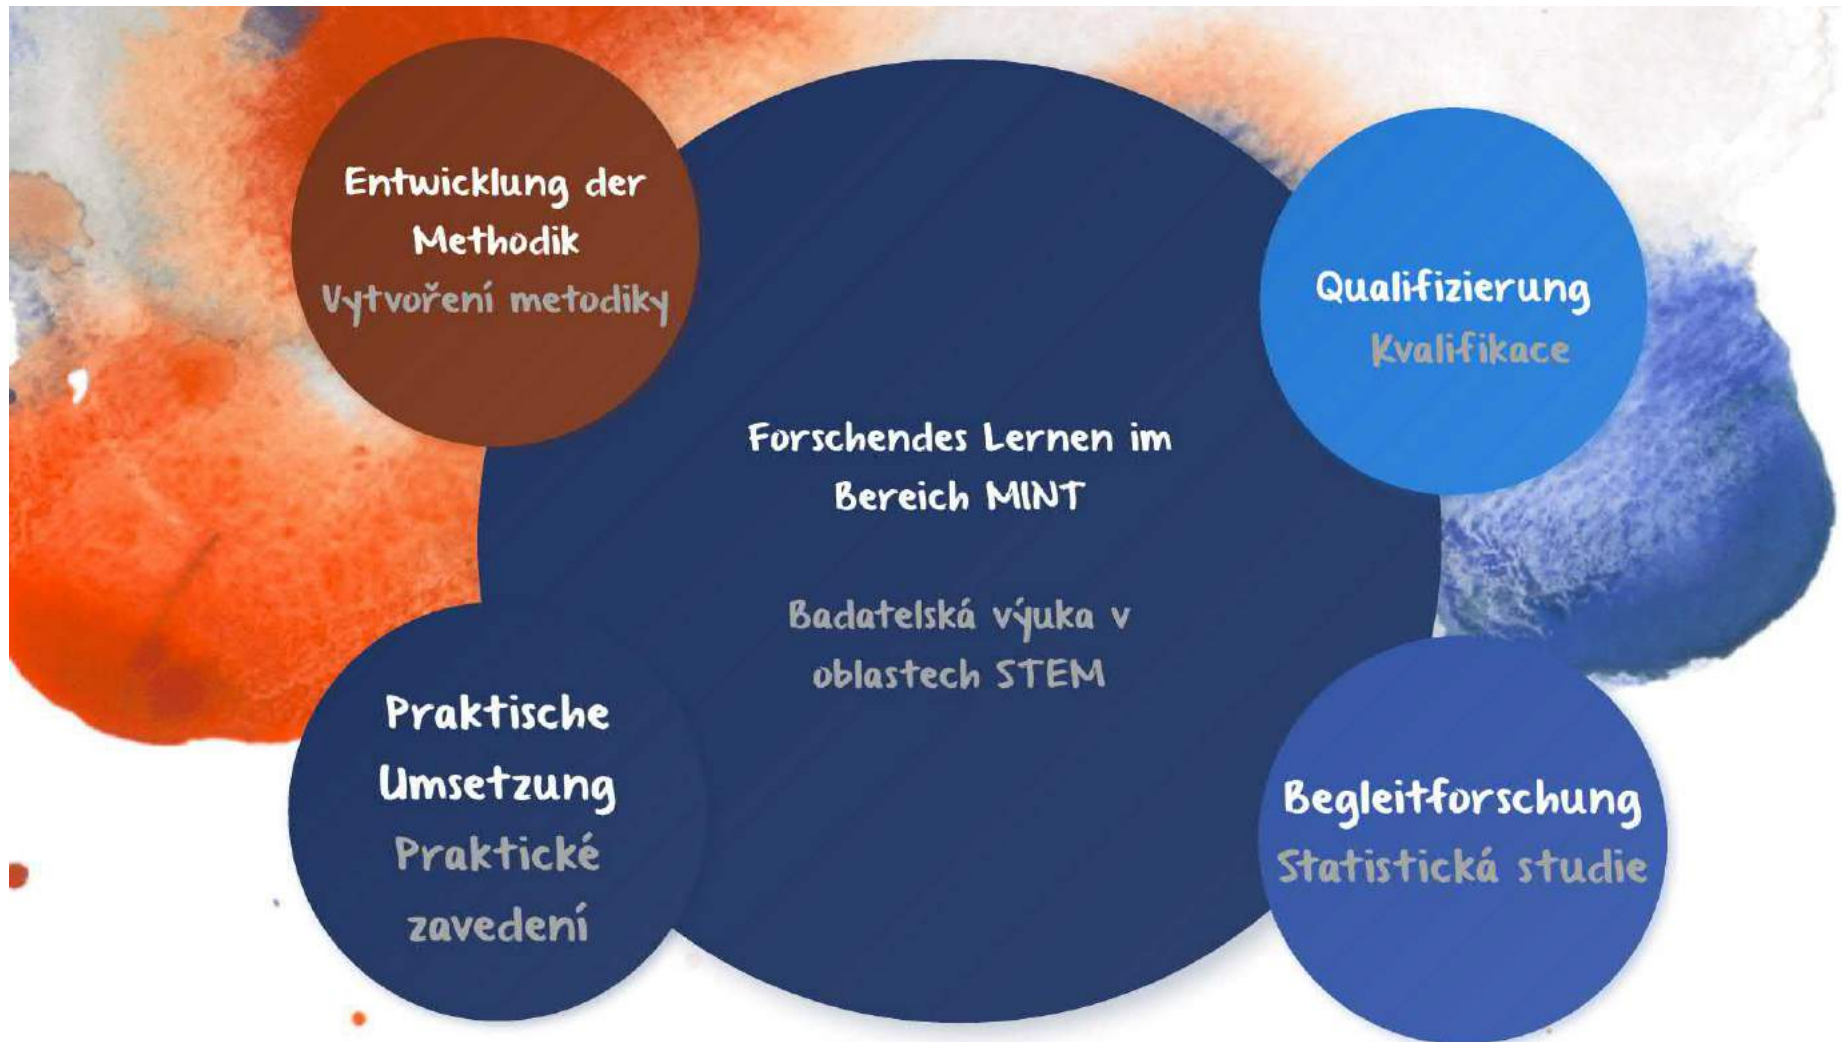 Entwicklung der
Methodik
Vytvoření metodiky
Qualifizierung
Kvalifikace
Forschendes Lernen im
Bereich MINT
Badatelská výuka v
oblastech STEM
Praktische
Umsetzung
Praktické
zavedení
Begleitforschung
Statistická studie
,